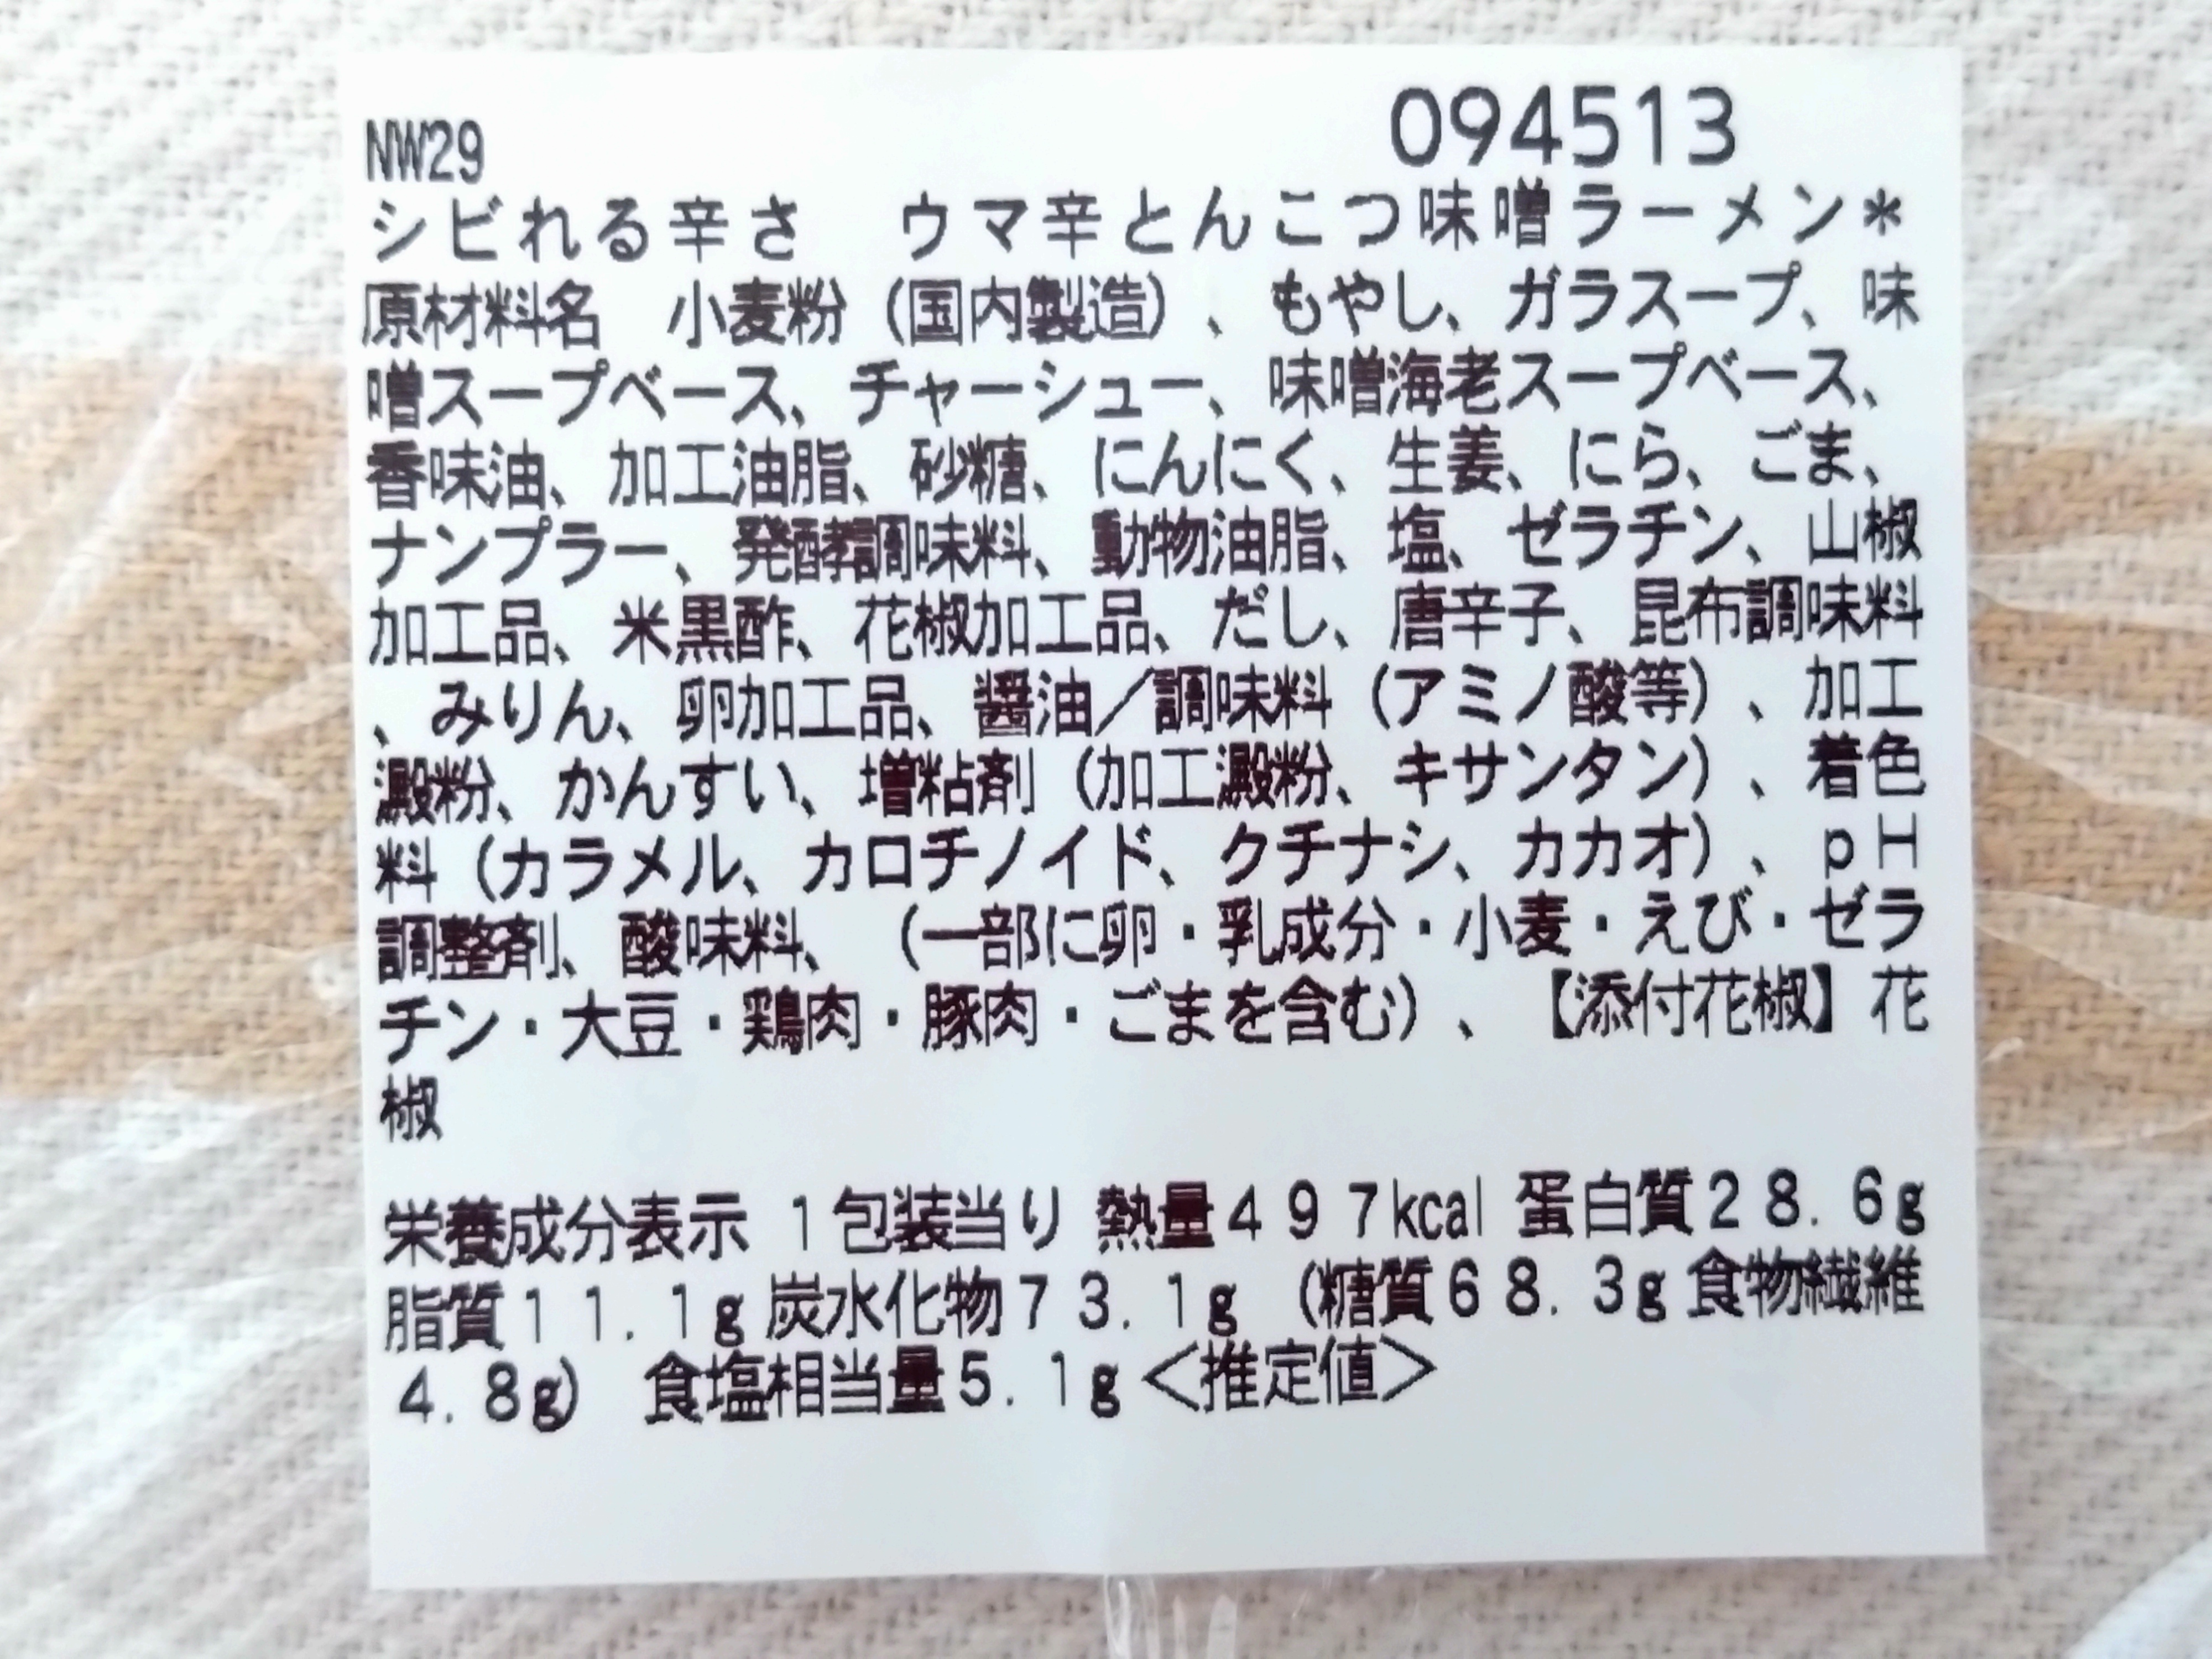 094513
NW29
シビれる辛さ　ウマ辛とんこつ味噌ラーメン＊
原材料名　小麦粉（国内製造）、もやし、ガラスープ、味
噌スープベース、チャーシュー、味噌海老スープベース、
香味油、加工油脂、砂糖、にんにく、生姜、にら、ごま、
ナンプラー、発酵調味料、動物油脂、塩、ゼラチン、山椒
加工品、米黒酢、花椒加工品、だし、唐辛子、昆布調味料
、みりん、卵加工品、醤油／調味料（アミノ酸等）、加工
澱粉、かんすい、増粘剤（加工澱粉、キサンタン）、着色
料（カラメル、カロチノイド、クチナシ、カカオ）、ｐＨ
調整剤、酸味料、（一部に卵・乳成分・小麦・えび・ゼラ
チン・大豆・鶏肉・豚肉・ごまを含む）、【添付花椒】花
椒
栄養成分表示 １包装当り 熱量４９７kcal 蛋白質２８．６g
脂質１１．１g 炭水化物７３．１g （糖質６８．３g 食物繊維
４．８g） 食塩相当量５．１g ＜推定値＞